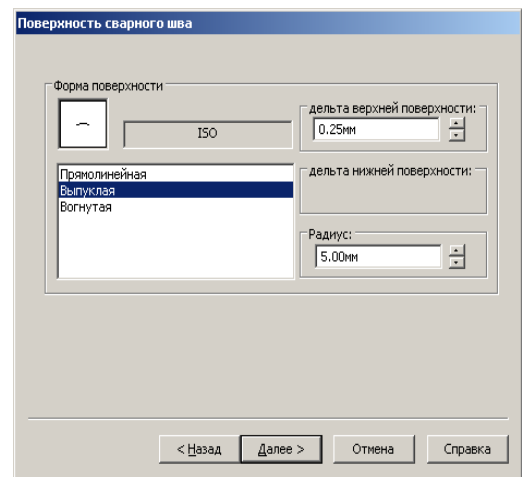 Поверхность сварного шва
Форма поверхности
ISO
дельта верхней поверхности:
0.25мм
Прямолинейная
Выпуклая
Вогнутая
дельта нижней поверхности:
Радиус:
5.00мм
< Назад
Далее >
Отмена
Справка